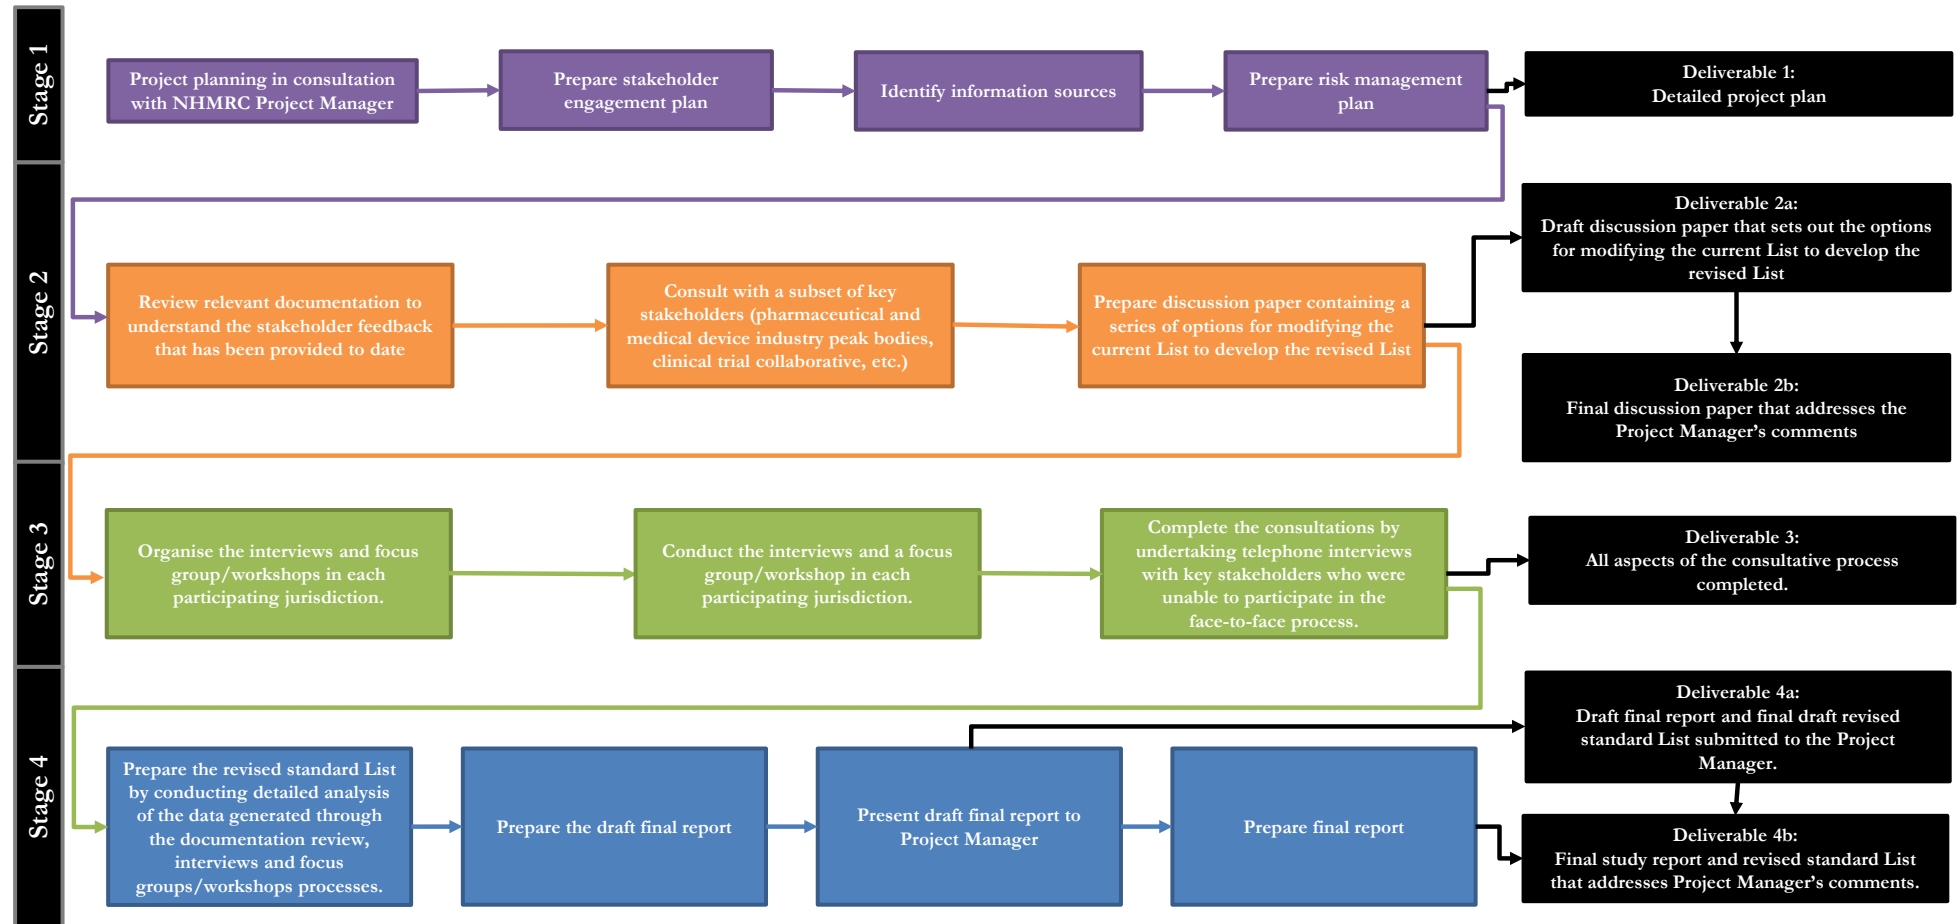 Stage 1
Project planning in consultation
with NHMRC Project Manager
Prepare stakeholder
engagement plan
Identify information sources
Prepare risk management
plan
Deliverable 1:
Detailed project plan
Stage 2
Review relevant documentation to
understand the stakeholder feedback
that has been provided to date
Consult with a subset of key
stakeholders (pharmaceutical and
medical device industry peak bodies,
clinical trial collaborative, etc.)
Prepare discussion paper containing a
series of options for modifying the
current List to develop the revised List
Deliverable 2a:
Draft discussion paper that sets out the options
for modifying the current List to develop the
revised List
Deliverable 2b:
Final discussion paper that addresses the
Project Manager’s comments
Stage 3
Organise the interviews and focus
group/workshops in each
participating jurisdiction.
Conduct the interviews and a focus
group/workshop in each
participating jurisdiction.
Complete the consultations by
undertaking telephone interviews
with key stakeholders who were
unable to participate in the
face-to-face process.
Deliverable 3:
All aspects of the consultative process
completed.
Stage 4
Prepare the revised standard List
by conducting detailed analysis
of the data generated through
the documentation review,
interviews and focus
groups/workshops processes.
Prepare the draft final report
Present draft final report to
Project Manager
Prepare final report
Deliverable 4a:
Draft final report and final draft revised
standard List submitted to the Project
Manager.
Deliverable 4b:
Final study report and revised standard List
that addresses Project Manager’s comments.